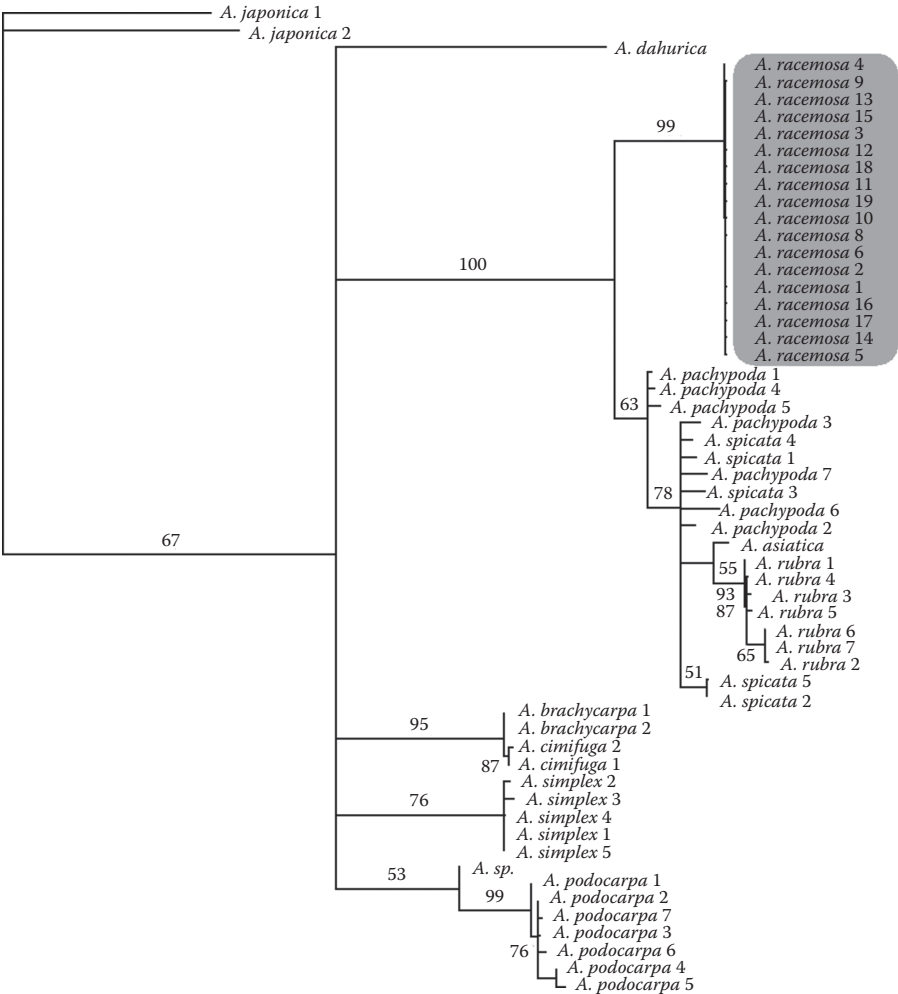 A. japonica 1
A. japonica 2
A. dahurica
A. racemosa 4
A. racemosa 9
A. racemosa 13
A. racemosa 15
99
A. racemosa 3
A. racemosa 12
A. racemosa 18
A. racemosa 11
A. racemosa 19
A. racemosa 10
A. racemosa 8
A. racemosa 6
100
A. racemosa 2
A. racemosa 1
A. racemosa 16
A. racemosa 17
A. racemosa 14
A. racemosa 5
A. pachypoda 1
A. pachypoda 4
63
A. pachypoda 5
A. pachypoda 3
A. spicata 4
A. spicata 1
A. pachypoda 7
78
A. spicata 3
A. pachypoda 6
A. pachypoda 2
67
A. asiatica
55
A. rubra 1
A. rubra 4
93
A. rubra 3
87
A. rubra 5
A. rubra 6
A. rubra 7
65
A. rubra 2
51
A. spicata 5
A. spicata 2
A. brachycarpa 1
95
A. brachycarpa 2
A. cimifuga 2
87
A. cimifuga 1
A. simplex 2
76
A. simplex 3
A. simplex 4
A. simplex 1
A. simplex 5
53
A. sp.
A. podocarpa 1
99
A. podocarpa 2
A. podocarpa 7
A. podocarpa 3
76
A. podocarpa 6
A. podocarpa 4
A. podocarpa 5